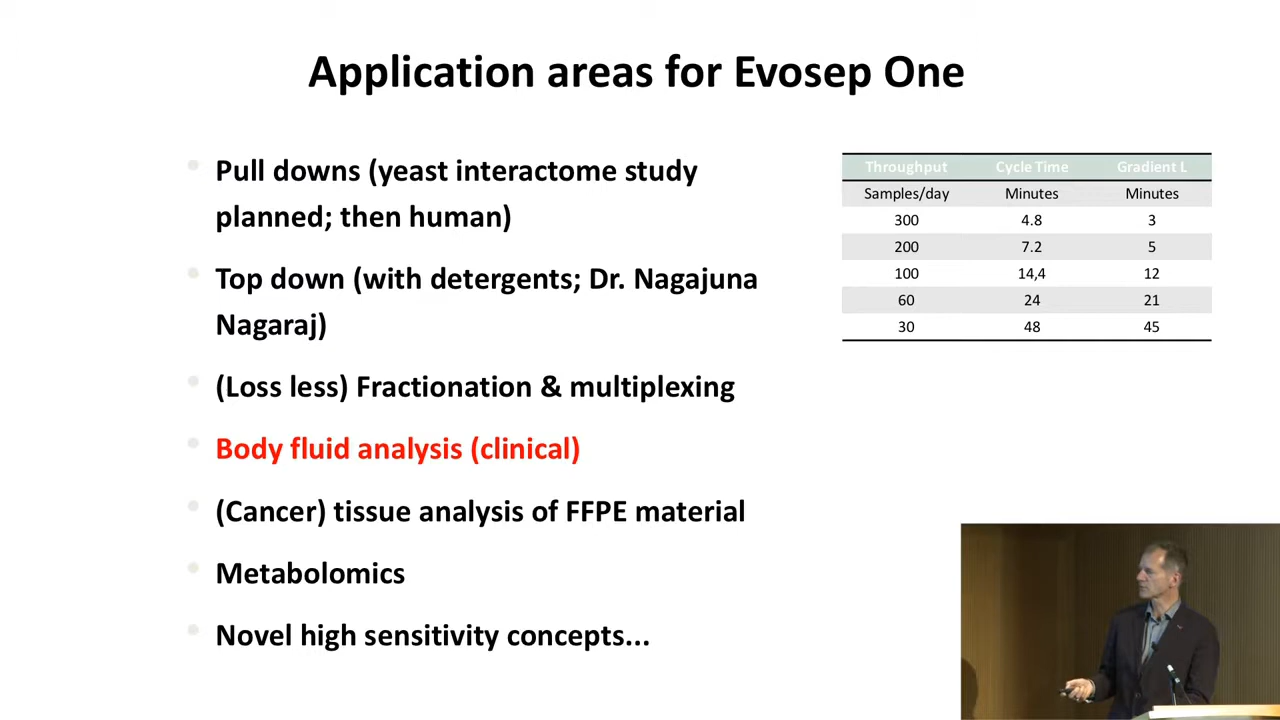 Application areas for Evosep One
Pull downs (yeast interactome study
planned; then human)
Top down (with detergents; Dr. Nagajuna
Nagaraj)
(Loss less) Fractionation & multiplexing
Body fluid analysis (clinical)
(Cancer) tissue analysis of FFPE material
Metabolomics
Novel high sensitivity concepts...
Throughput Cycle Time Gradient L
Samples/day Minutes Minutes
300 4.8 3
200 7.2 5
100 14,4 12
60 24 21
30 48 45